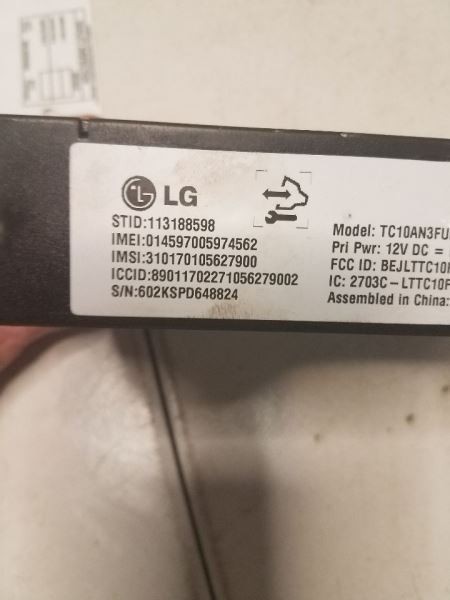 LG
STID:113188598
IMEI:014597005974562
IMSI:310170105627900
ICCID:89011702271056279002
S/N:602KSPD648824
Model: TC10AN3FU
Pri Pwr: 12V DC =
FCC ID: BEJLTTC10
IC: 2703C-LTTC10F
Assembled in China: